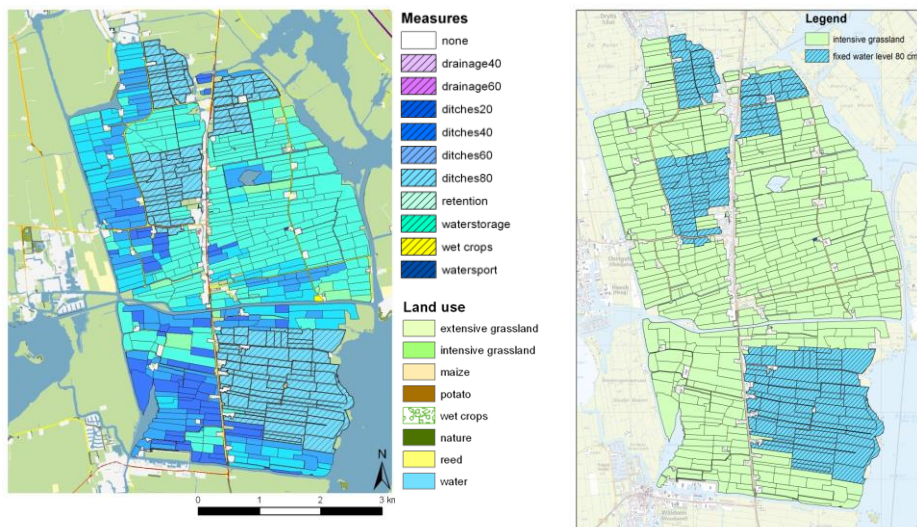 Measures
none
drainage40
drainage60
ditches20
ditches40
ditches60
ditches80
retention
waterstorage
wet crops
watersport
Land use
extensive grassland
intensive grassland
maize
potato
wet crops
nature
reed
water
N
0 1 2 3 km
Legend
intensive grassland
fixed water level 80 cm